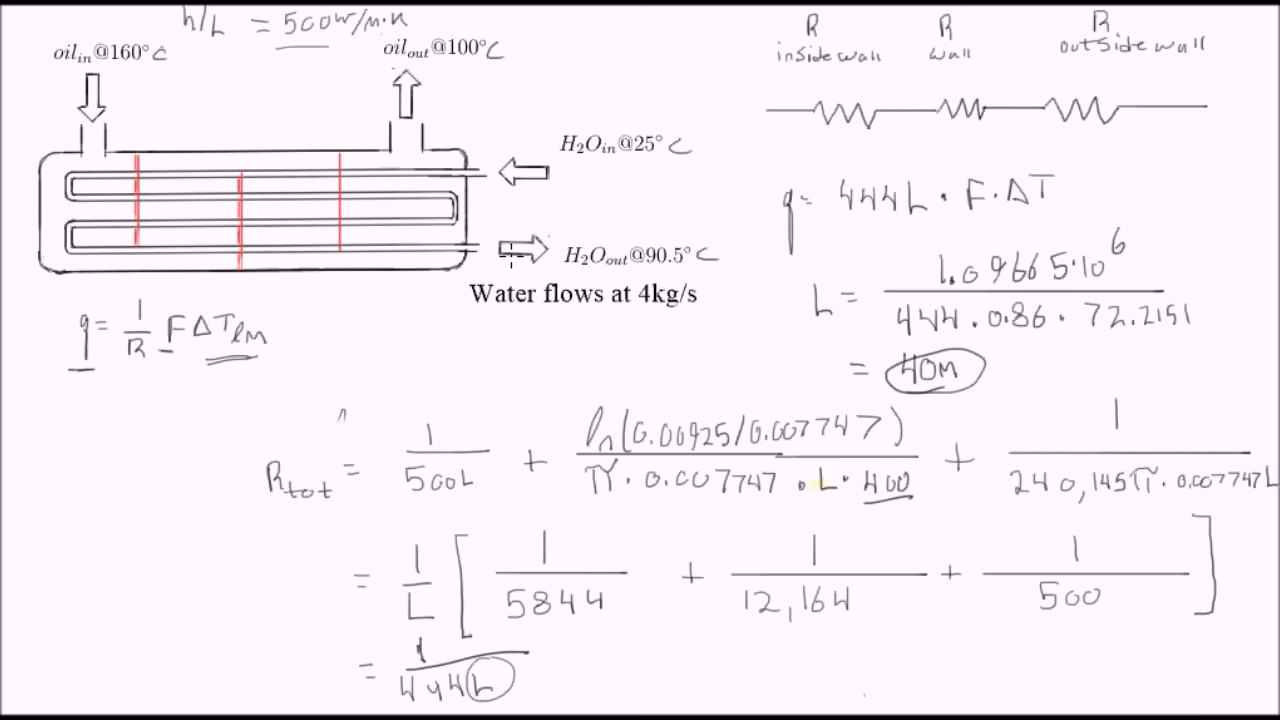 h/L = 500W/m·K
oil_in@160°C
oil_out@100°C
R inside wall
R wall
R outside wall
H₂O_in@25°C
H₂O_out@90.5°C
Water flows at 4kg/s
q = 444L · F·ΔT
L = 1.09665·10⁶ / 444 · 0.86 · 72.2151
= 40m
q = 1/R F ΔT_lm
R_tot = 1/500L + ln(0.00925/0.007747)/π · 0.007747 · L · 400 + 1/240,145π · 0.007747L
= 1/L [ 1/5844 + 1/12,164 + 1/500 ]
= 1/444L